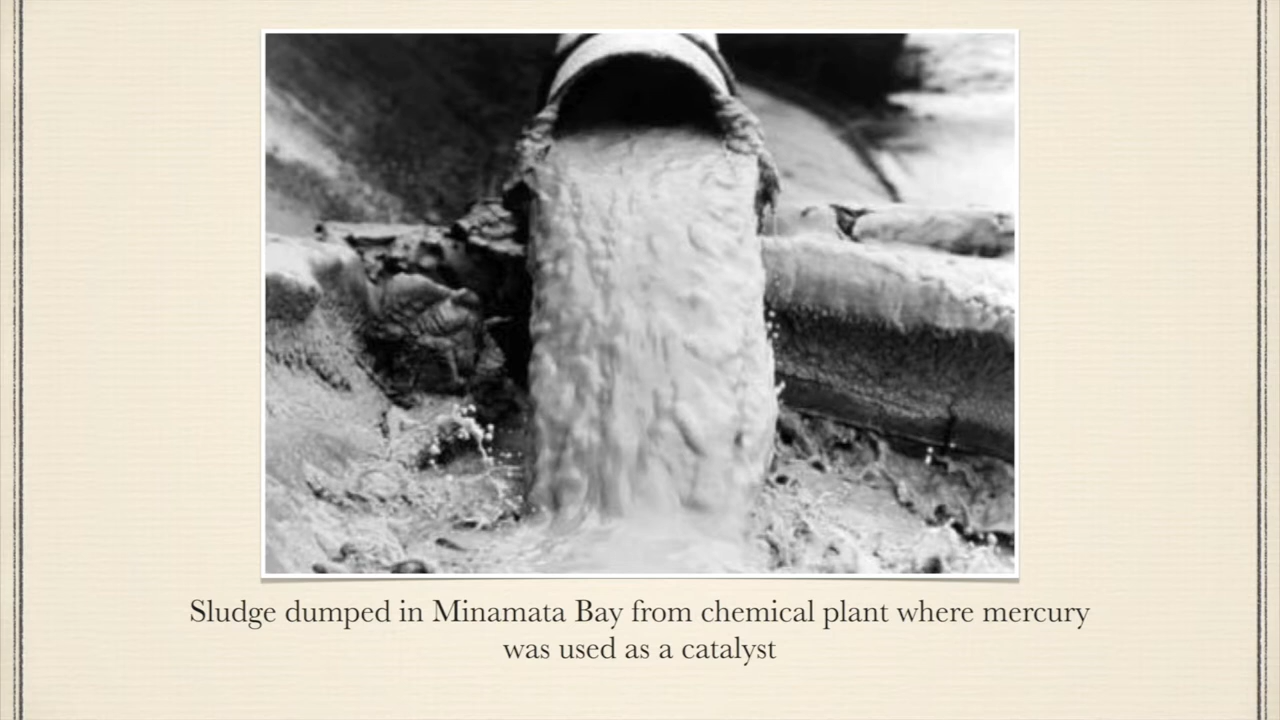 Sludge dumped in Minamata Bay from chemical plant where mercury
was used as a catalyst